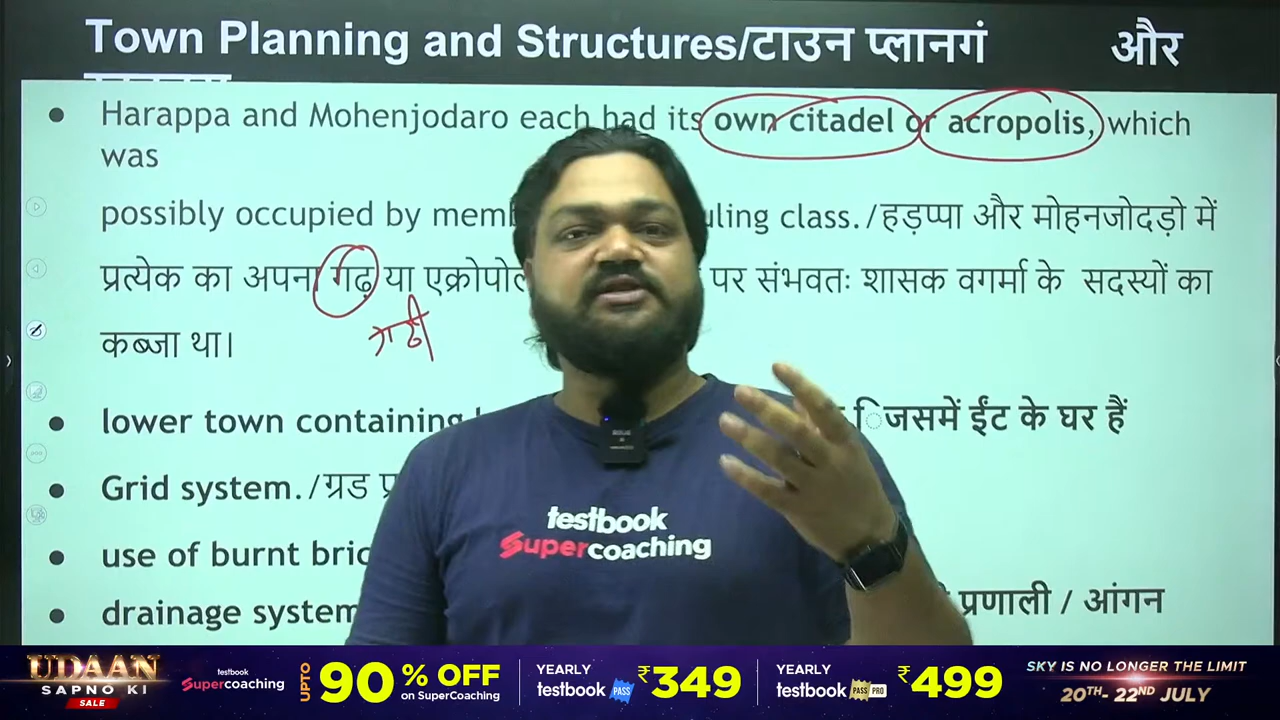 Town Planning and Structures/टाउन प्लानगं और
Harappa and Mohenjodaro each had its own citadel or acropolis, which
was
possibly occupied by memb uling class./हड़प्पा और मोहनजोदड़ो में
प्रत्येक का अपना गढ़ या एक्रोपोल पर संभवतः शासक वगर्मा के सदस्यों का
कब्जा था।
गढ़ी
lower town containing िजसमें ईंट के घर हैं
Grid system./ग्रड प्र
use of burnt bric
drainage system प्रणाली / आंगन
testbook
Supercoaching
UDAAN
SAPNO KI
SALE
testbook
Supercoaching
UPTO 90% OFF
on SuperCoaching
YEARLY
testbook PASS ₹349
YEARLY
testbook PASS PRO ₹499
SKY IS NO LONGER THE LIMIT
20TH- 22ND JULY